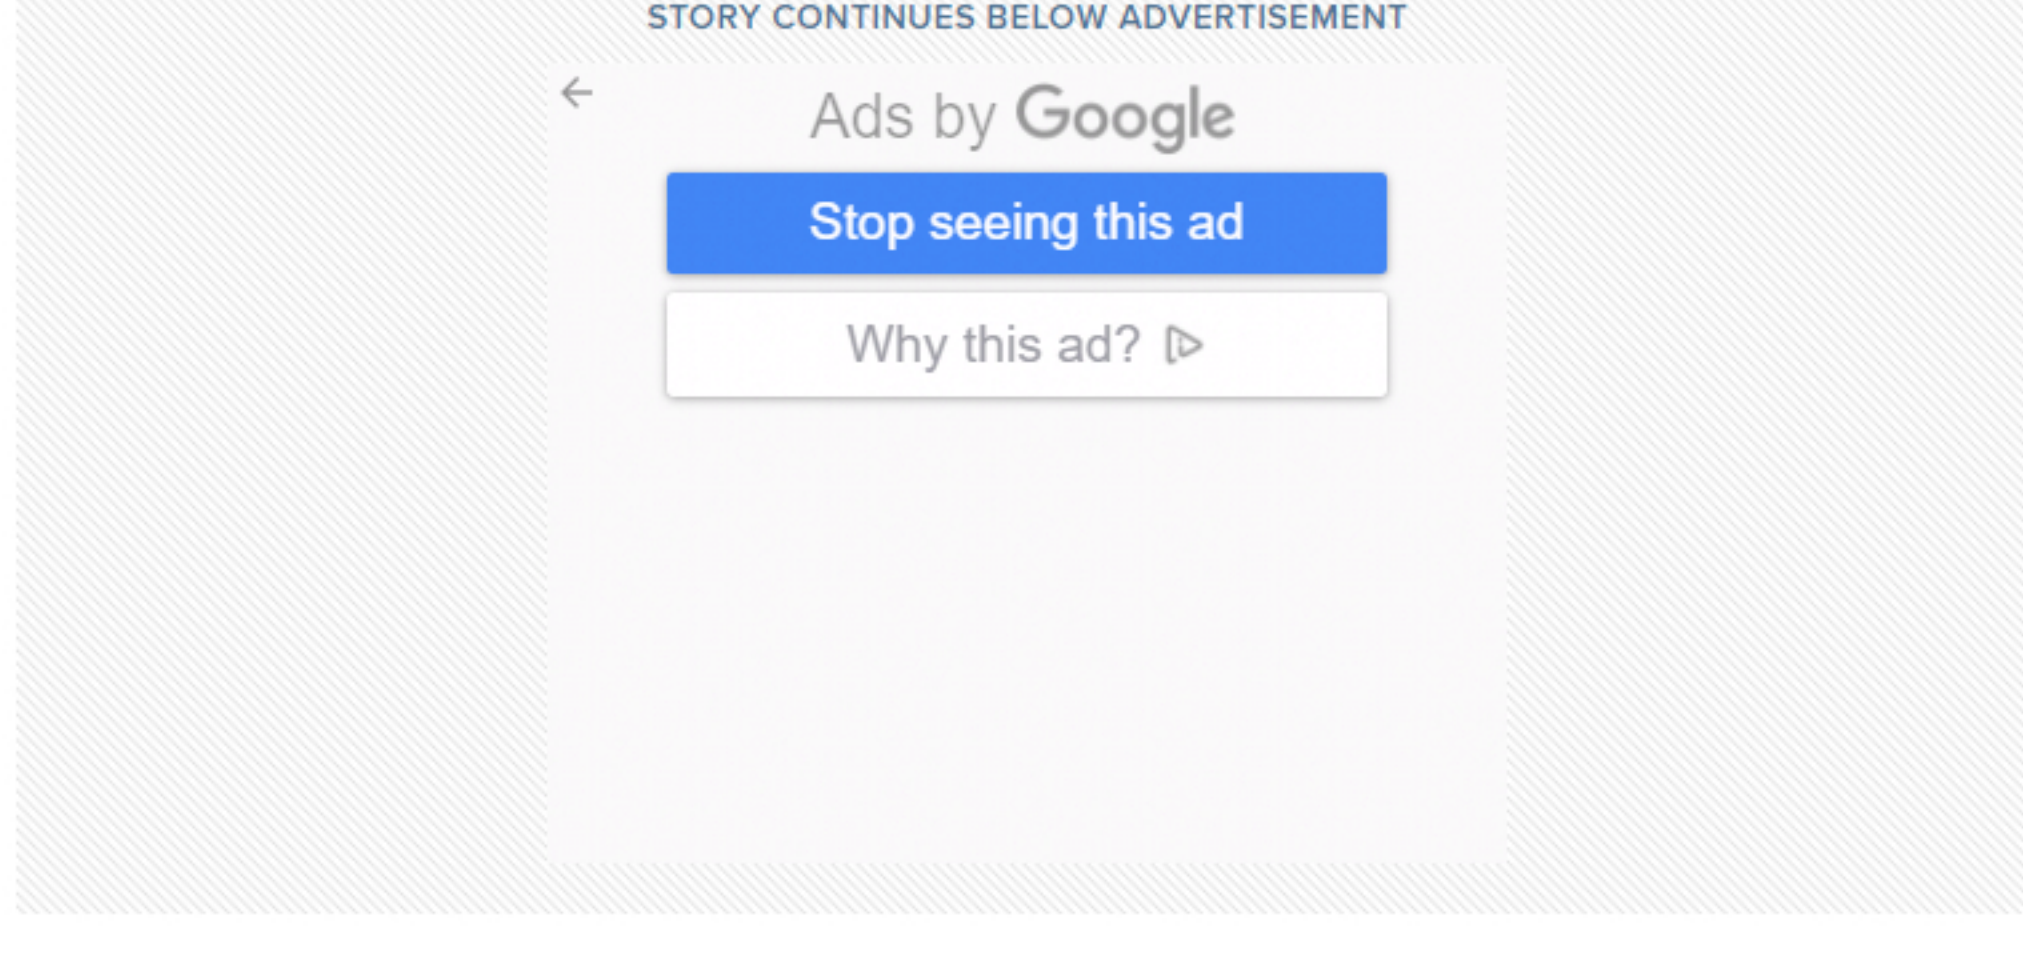 STORY CONTINUES BELOW ADVERTISEMENT
Ads by Google
Stop seeing this ad
Why this ad?